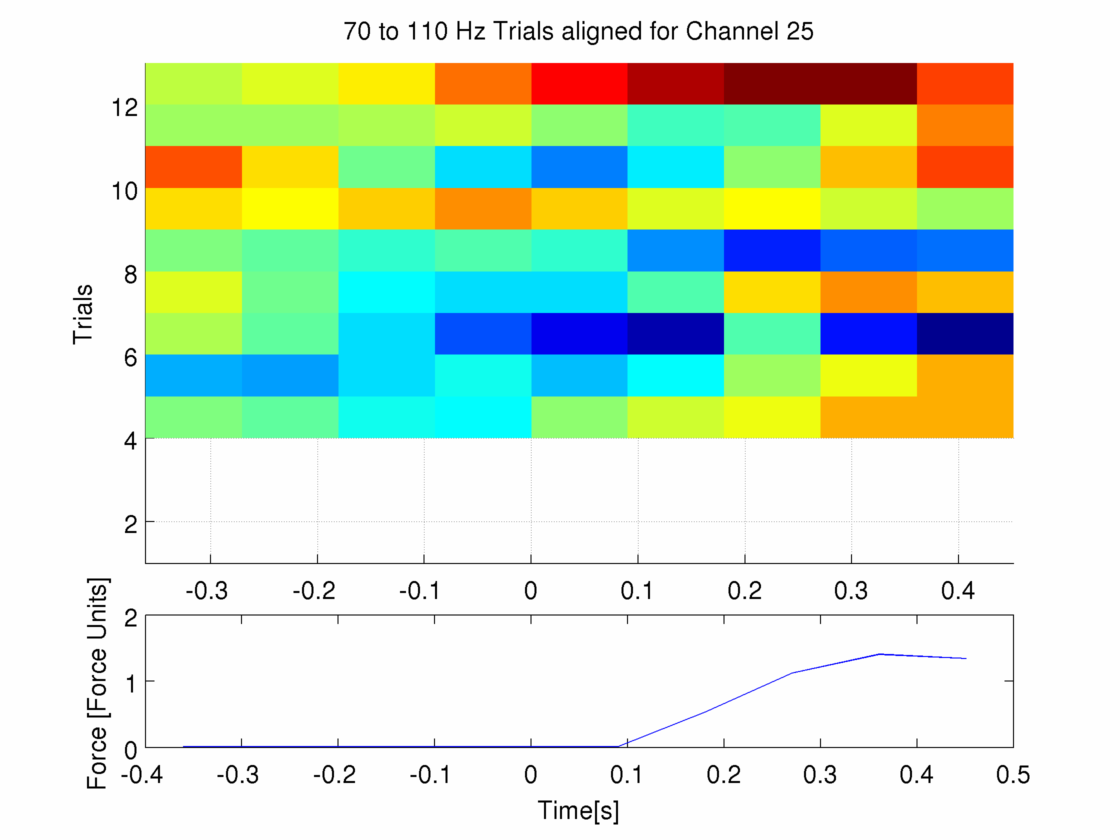 70 to 110 Hz Trials aligned for Channel 25
Trials
12
10
8
6
4
2
-0.3 -0.2 -0.1 0 0.1 0.2 0.3 0.4
Force [Force Units]
2
1
0
-0.4 -0.3 -0.2 -0.1 0 0.1 0.2 0.3 0.4 0.5
Time[s]